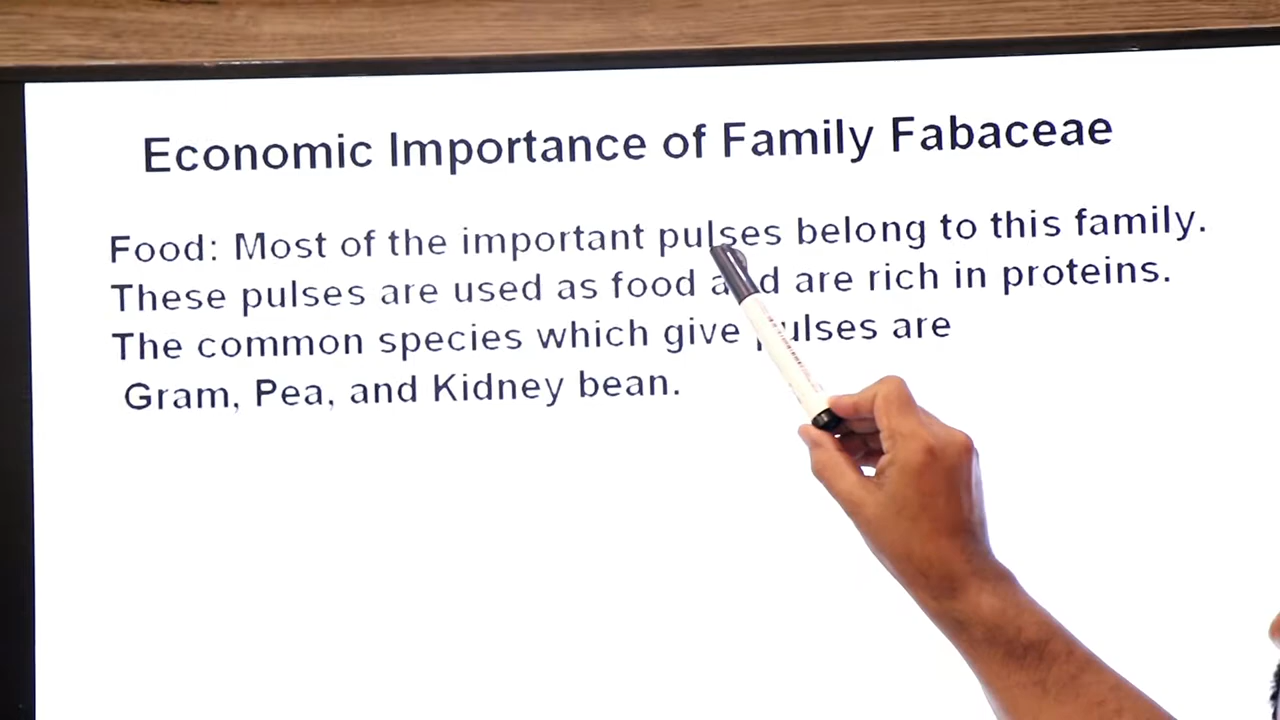 Economic Importance of Family Fabaceae
Food: Most of the important pulses belong to this family.
These pulses are used as food and are rich in proteins.
The common species which give pulses are
Gram, Pea, and Kidney bean.